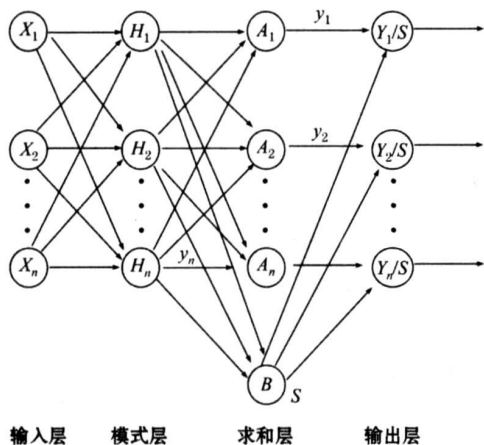 X₁ H₁ A₁ y₁ Y₁/S
X₂ H₂ A₂ y₂ Y₂/S
Xₙ Hₙ yₙ Aₙ Yₙ/S
B S
输入层 模式层 求和层 输出层